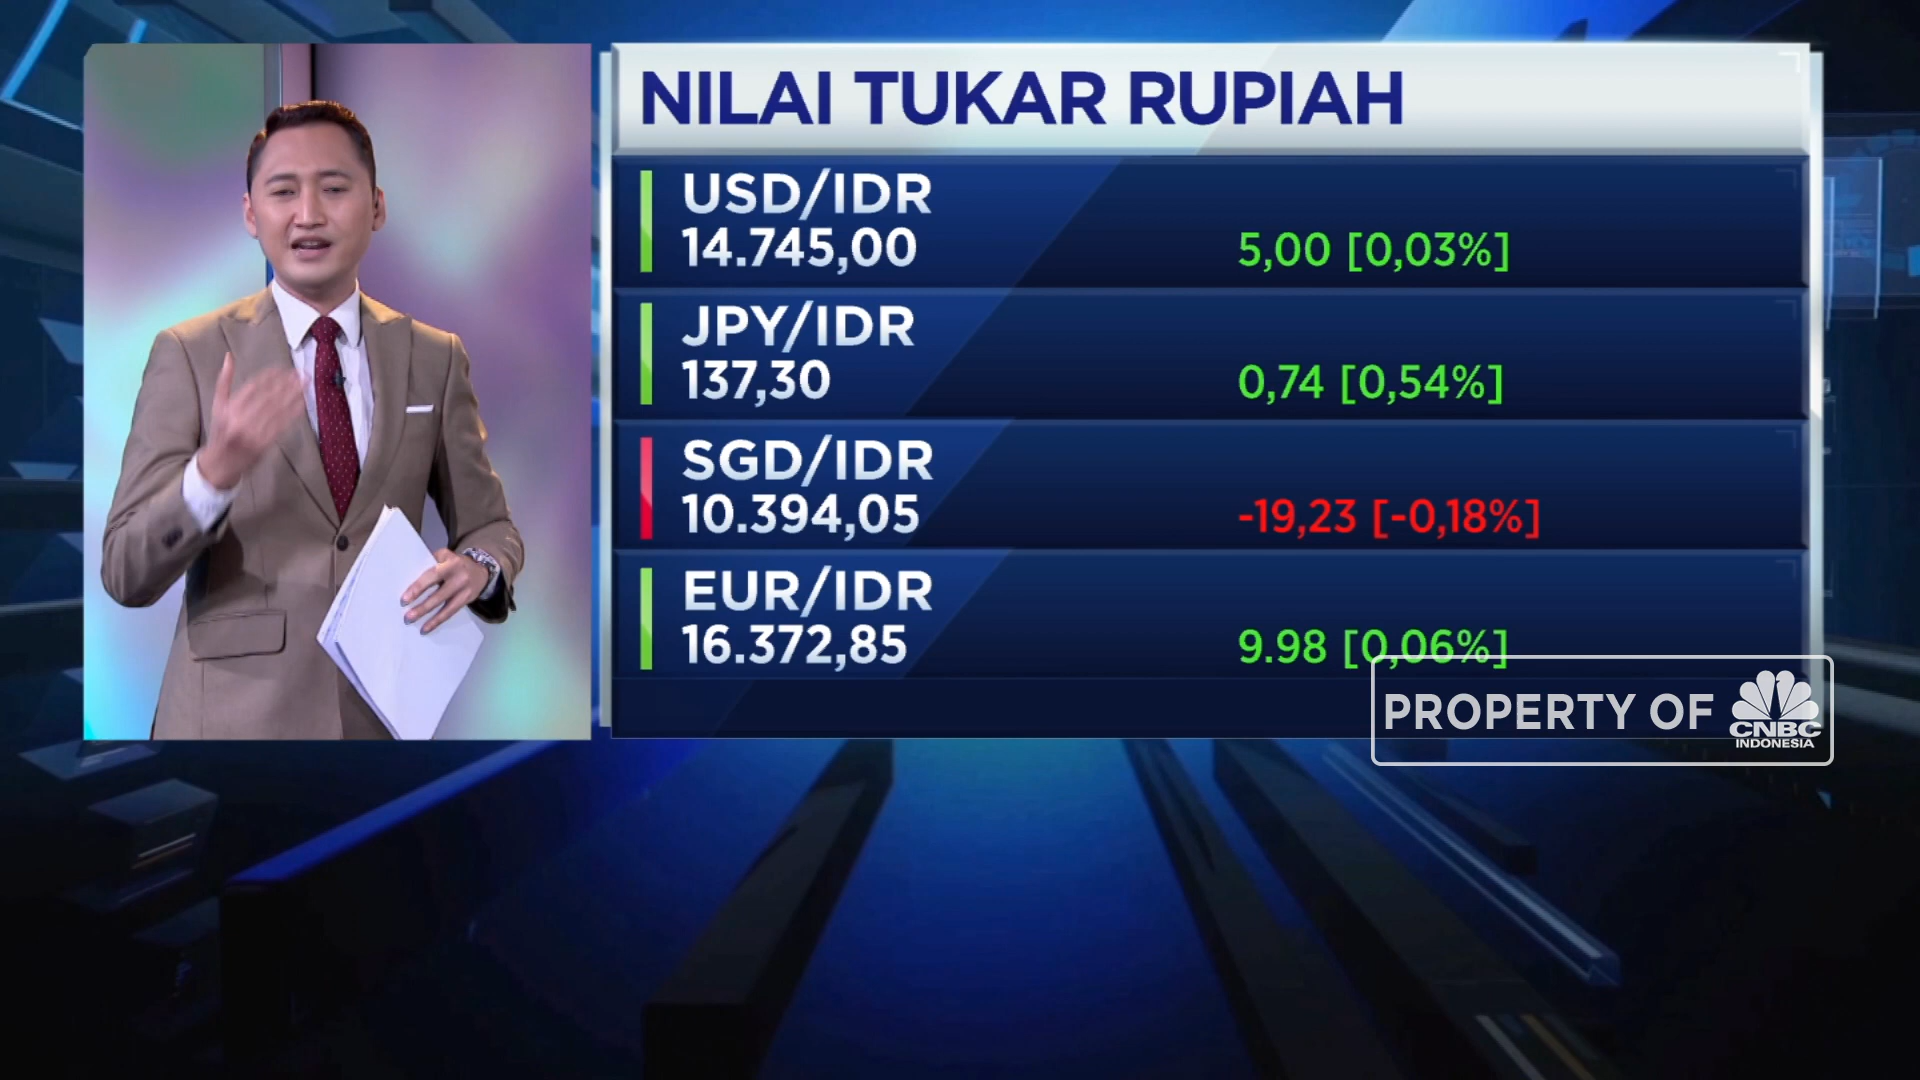 NILAI TUKAR RUPIAH
USD/IDR
14.745,00 5,00 [0,03%]
JPY/IDR
137,30 0,74 [0,54%]
SGD/IDR
10.394,05 -19,23 [-0,18%]
EUR/IDR
16.372,85 9.98 [0,06%]
PROPERTY OF CNBC INDONESIA